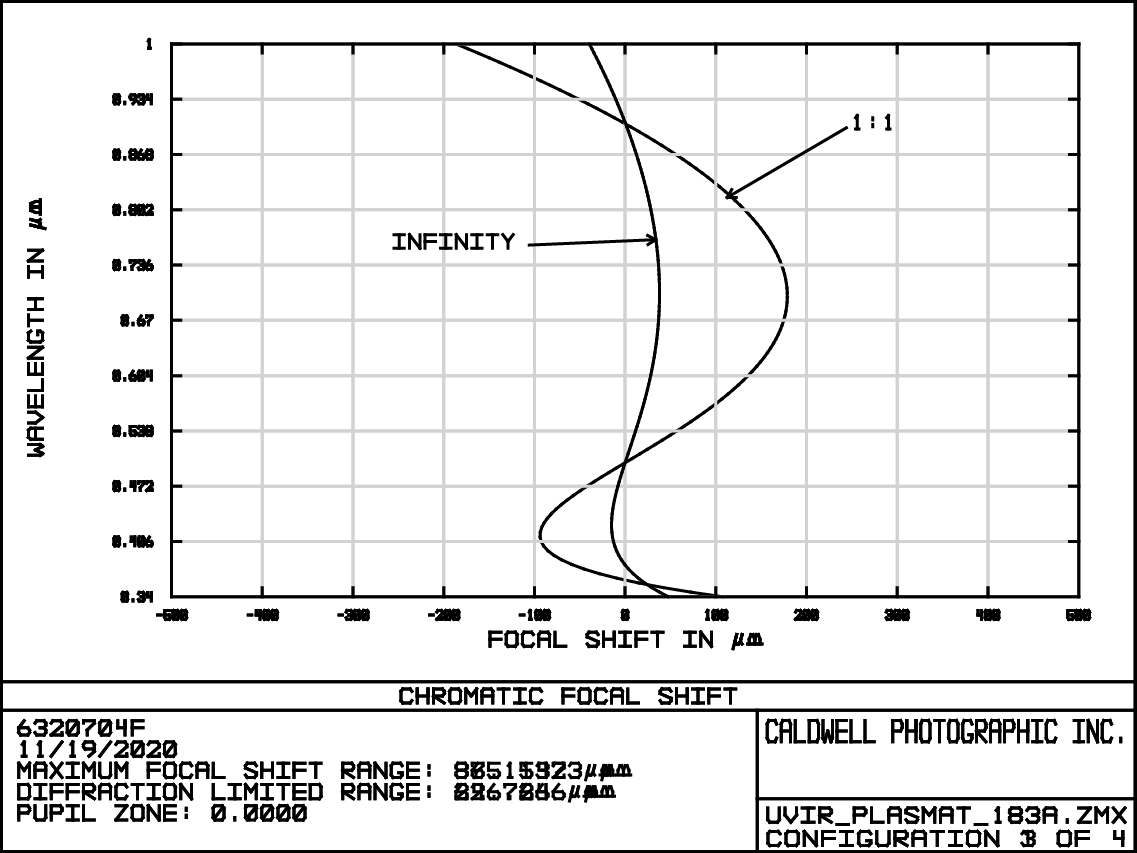 1
0.934
0.868
0.802
0.736
0.67
0.604
0.538
0.472
0.406
0.34
WAVELENGTH IN µm
1:1
INFINITY
-500 -400 -300 -200 -100 0 100 200 300 400 500
FOCAL SHIFT IN µm
CHROMATIC FOCAL SHIFT
6320704F
11/19/2020
MAXIMUM FOCAL SHIFT RANGE: µm
DIFFRACTION LIMITED RANGE: µm
PUPIL ZONE: 0.0000
CALDWELL PHOTOGRAPHIC INC.
UVIR_PLASMAT_183A.ZMX
CONFIGURATION OF 4